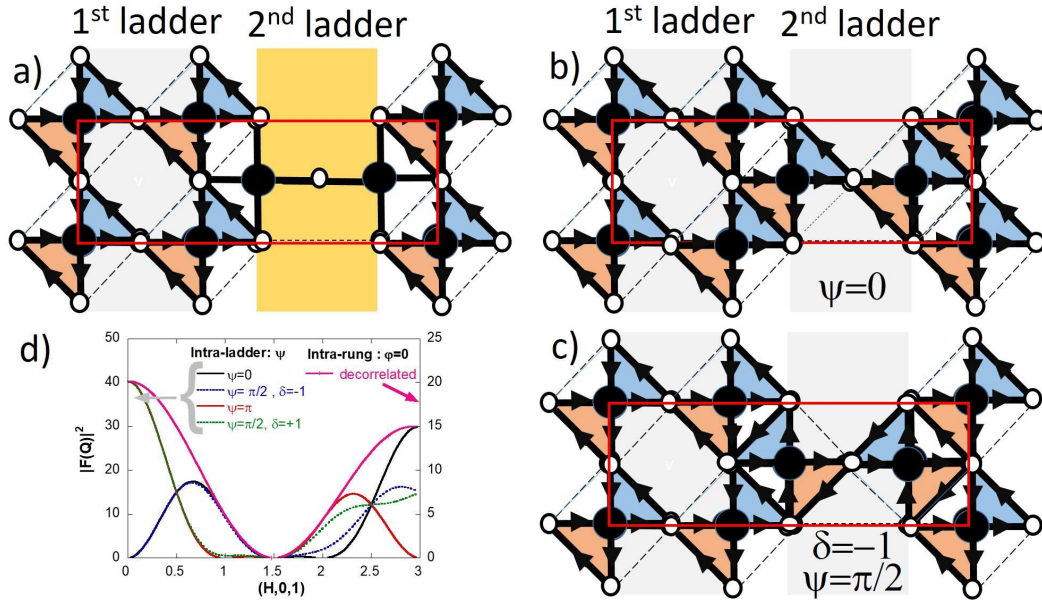 1st ladder 2nd ladder
a)
v
1st ladder 2nd ladder
b)
v
ψ=0
d)
50
40
30
20
10
0
|F(Q)|2
Intra-ladder: ψ
ψ=0
ψ= π/2 , δ=-1
ψ=π
ψ=π/2, δ=+1
Intra-rung : φ=0
decorrelated
25
20
15
10
5
0
0 0.5 1 1.5 2 2.5 3
(H,0,1)
c)
v
δ=−1
ψ=π/2